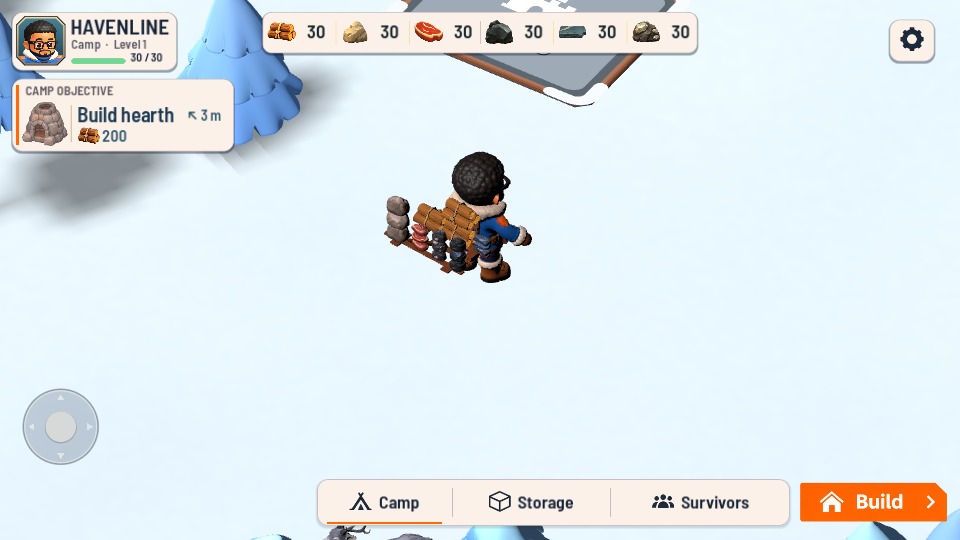 HAVENLINE
Camp · Level 1
30 / 30
30
30
30
30
30
30
CAMP OBJECTIVE
Build hearth
3 m
200
Camp
Storage
Survivors
Build